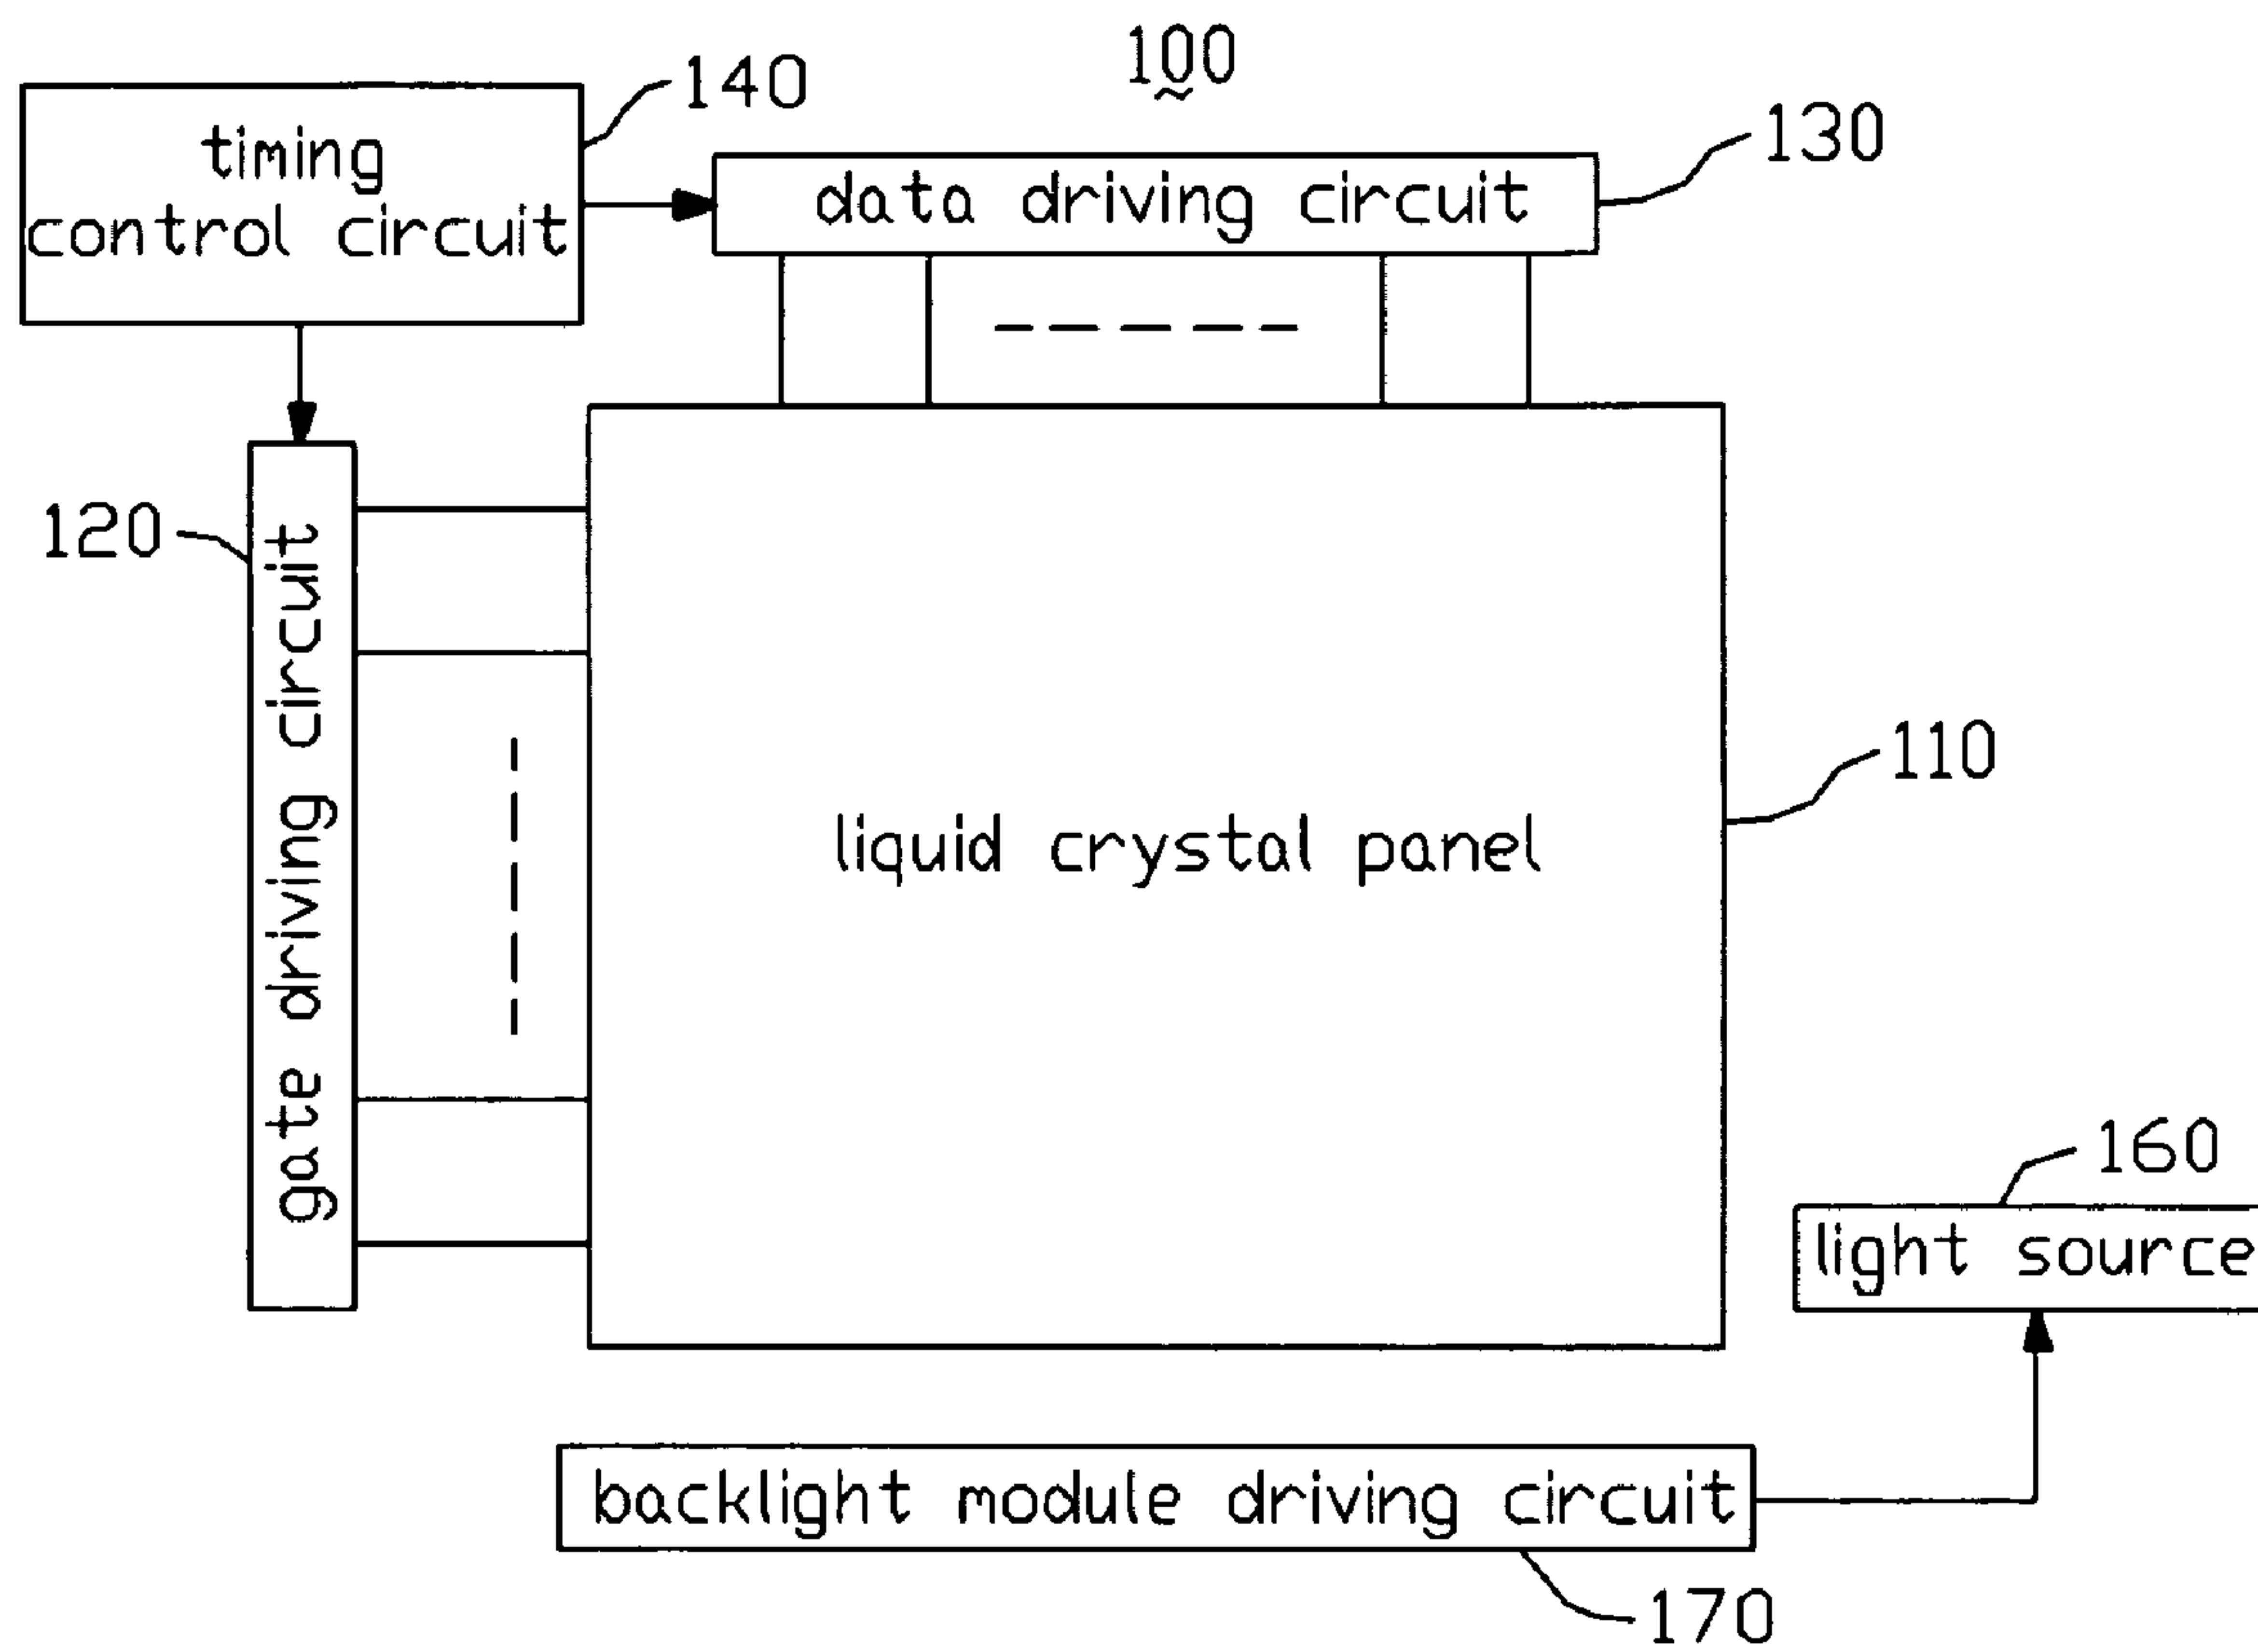 100
140
timing
control circuit
130
data driving circuit
120
gate driving circuit
110
liquid crystal panel
160
light source
backlight module driving circuit
170